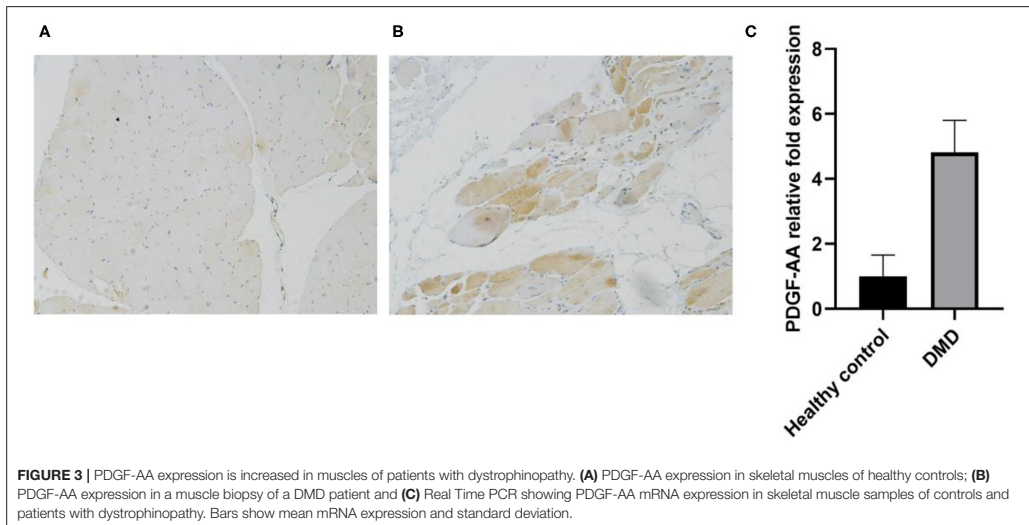 A
B
C
PDGF-AA relative fold expression
8
6
4
2
0
Healthy control
DMD
FIGURE 3 | PDGF-AA expression is increased in muscles of patients with dystrophinopathy. (A) PDGF-AA expression in skeletal muscles of healthy controls; (B)
PDGF-AA expression in a muscle biopsy of a DMD patient and (C) Real Time PCR showing PDGF-AA mRNA expression in skeletal muscle samples of controls and
patients with dystrophinopathy. Bars show mean mRNA expression and standard deviation.